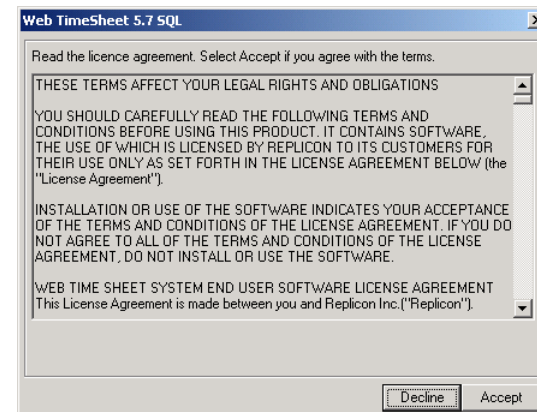 Web TimeSheet 5.7 SQL
Read the licence agreement. Select Accept if you agree with the terms.
THESE TERMS AFFECT YOUR LEGAL RIGHTS AND OBLIGATIONS
YOU SHOULD CAREFULLY READ THE FOLLOWING TERMS AND
CONDITIONS BEFORE USING THIS PRODUCT. IT CONTAINS SOFTWARE,
THE USE OF WHICH IS LICENSED BY REPLICON TO ITS CUSTOMERS FOR
THEIR USE ONLY AS SET FORTH IN THE LICENSE AGREEMENT BELOW (the
"License Agreement").
INSTALLATION OR USE OF THE SOFTWARE INDICATES YOUR ACCEPTANCE
OF THE TERMS AND CONDITIONS OF THE LICENSE AGREEMENT. IF YOU DO
NOT AGREE TO ALL OF THE TERMS AND CONDITIONS OF THE LICENSE
AGREEMENT, DO NOT INSTALL OR USE THE SOFTWARE.
WEB TIME SHEET SYSTEM END USER SOFTWARE LICENSE AGREEMENT
This License Agreement is made between you and Replicon Inc.("Replicon").
Decline Accept